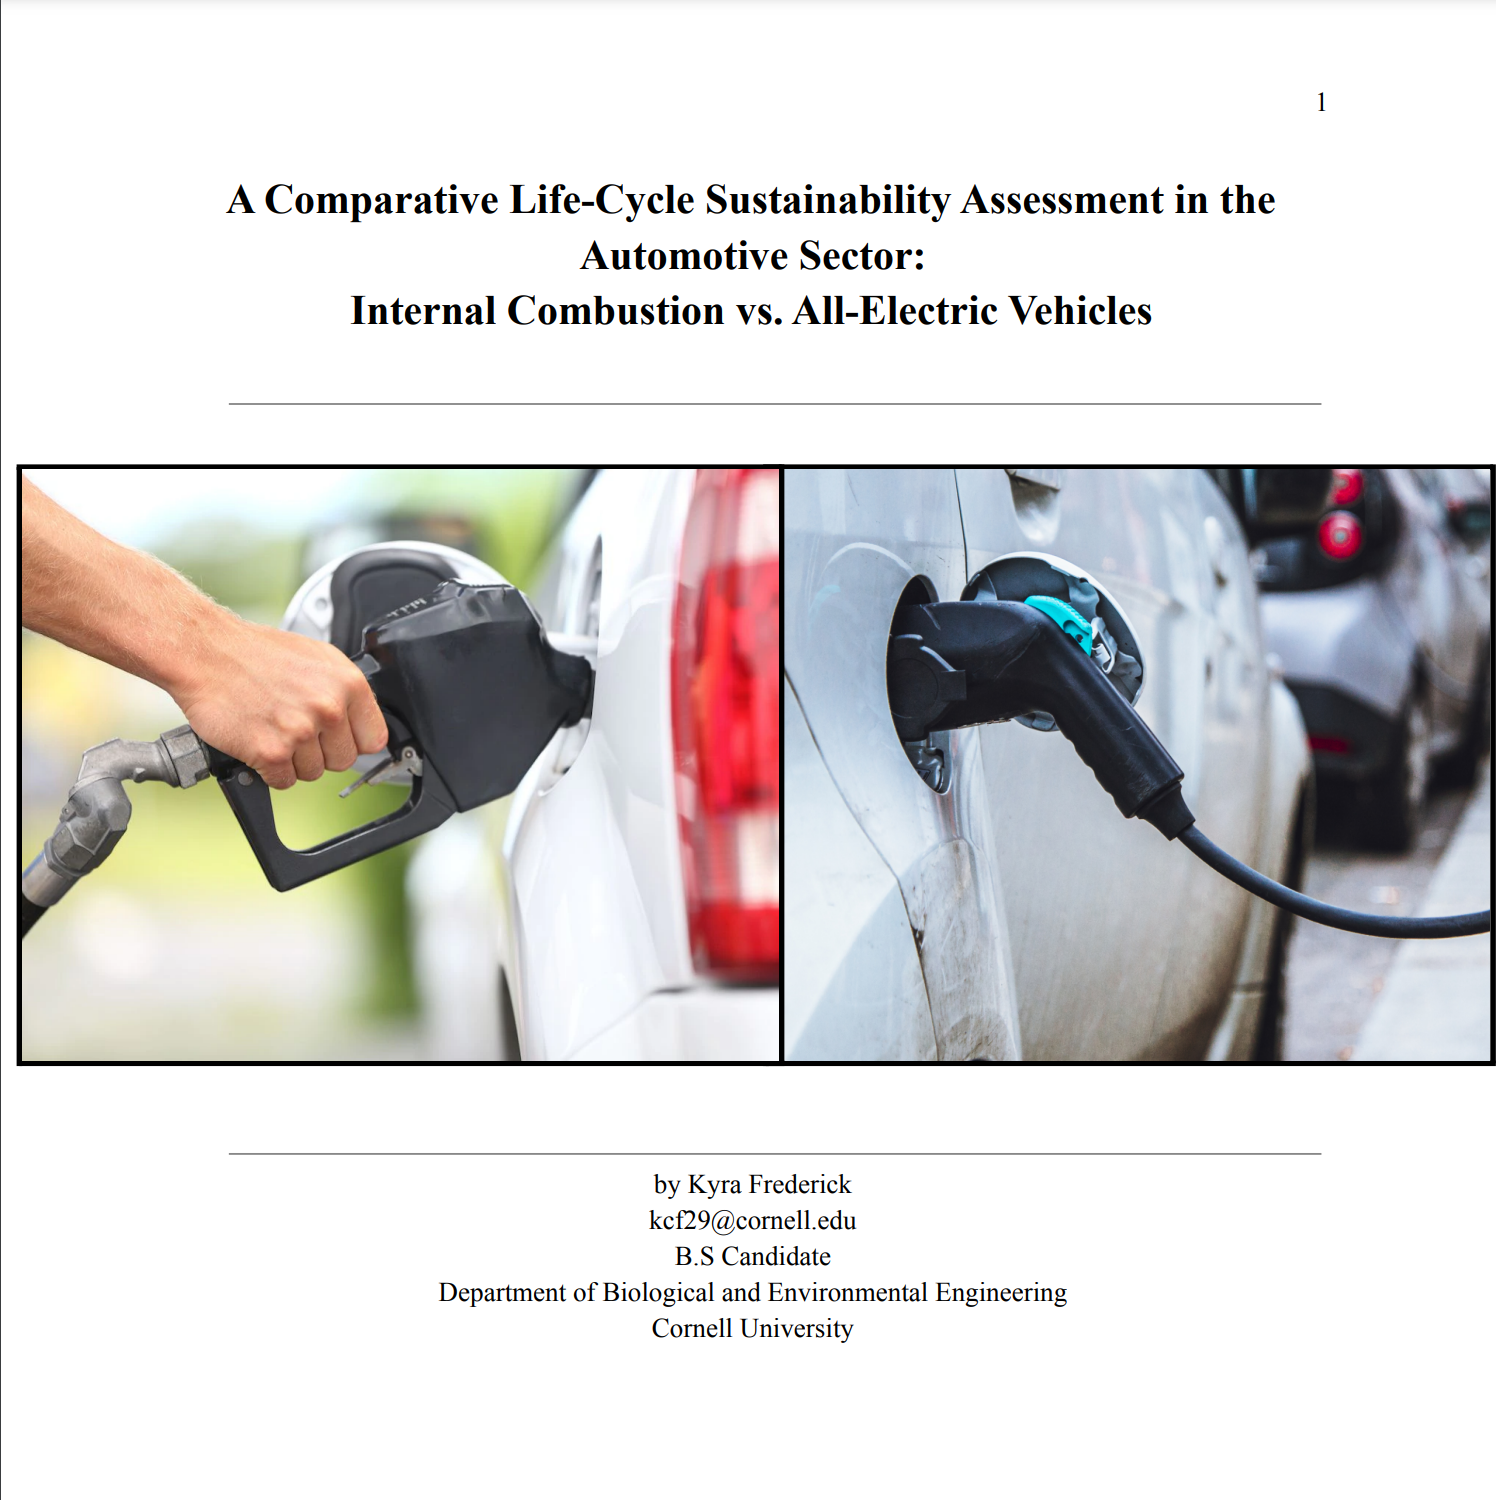 1
A Comparative Life-Cycle Sustainability Assessment in the
Automotive Sector:
Internal Combustion vs. All-Electric Vehicles
by Kyra Frederick
kcf29@cornell.edu
B.S Candidate
Department of Biological and Environmental Engineering
Cornell University